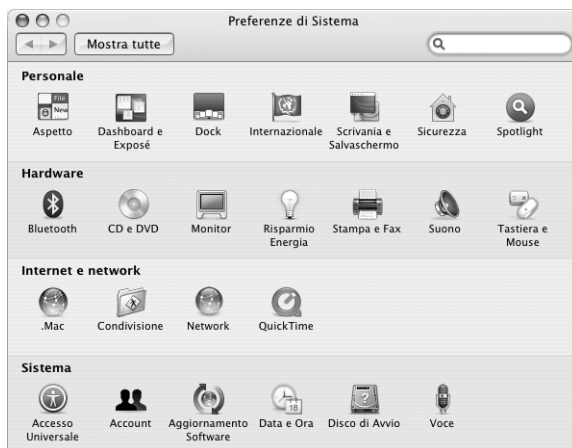 Preferenze di Sistema
Mostra tutte
Personale
File
New
Aspetto
Dashboard e
Exposé
Dock
Internazionale
Scrivania e
Salvaschermo
Sicurezza
Spotlight
Hardware
Bluetooth
CD e DVD
Monitor
Risparmio
Energia
Stampa e Fax
Suono
Tastiera e
Mouse
Internet e network
.Mac
Condivisione
Network
QuickTime
Sistema
18
?
Accesso
Universale
Account
Aggiornamento
Software
Data e Ora
Disco di Avvio
Voce